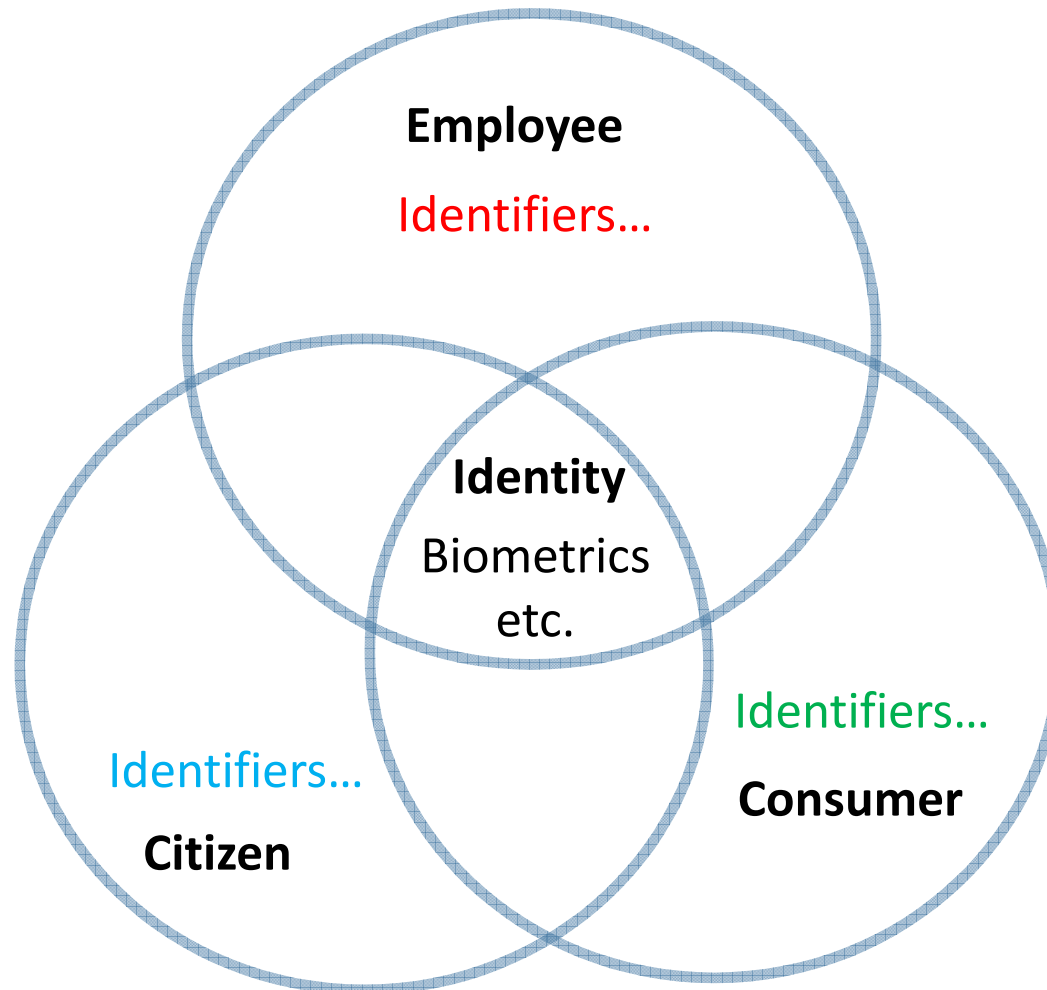 Employee
Identifiers…
Identity
Biometrics
etc.
Identifiers…
Consumer
Identifiers…
Citizen